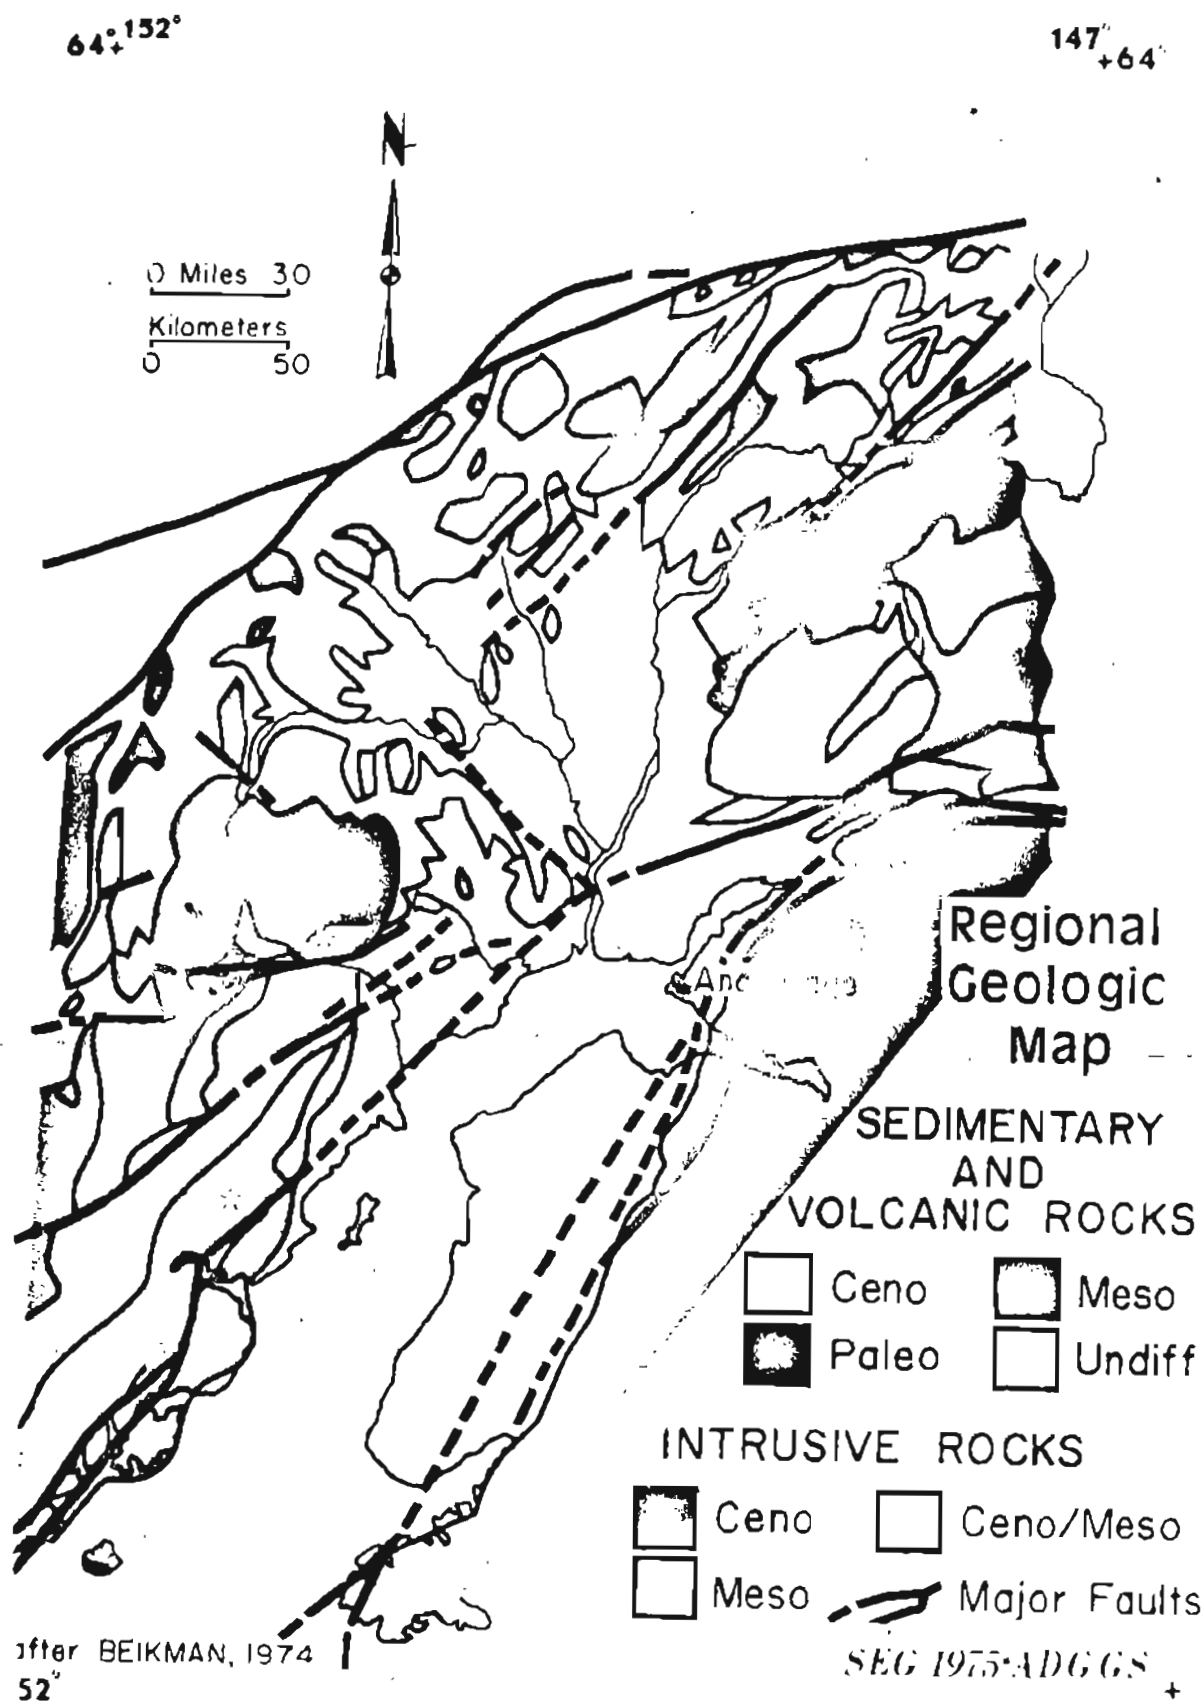 64°+152°
147°
+64°
N
0 Miles 30
Kilometers
0 50
Regional
Geologic
Map
SEDIMENTARY
AND
VOLCANIC ROCKS
Ceno Meso
Paleo Undiff
INTRUSIVE ROCKS
Ceno Ceno/Meso
Meso Major Faults
after BEIKMAN, 1974
SEG 1975·ADGGS
52° +